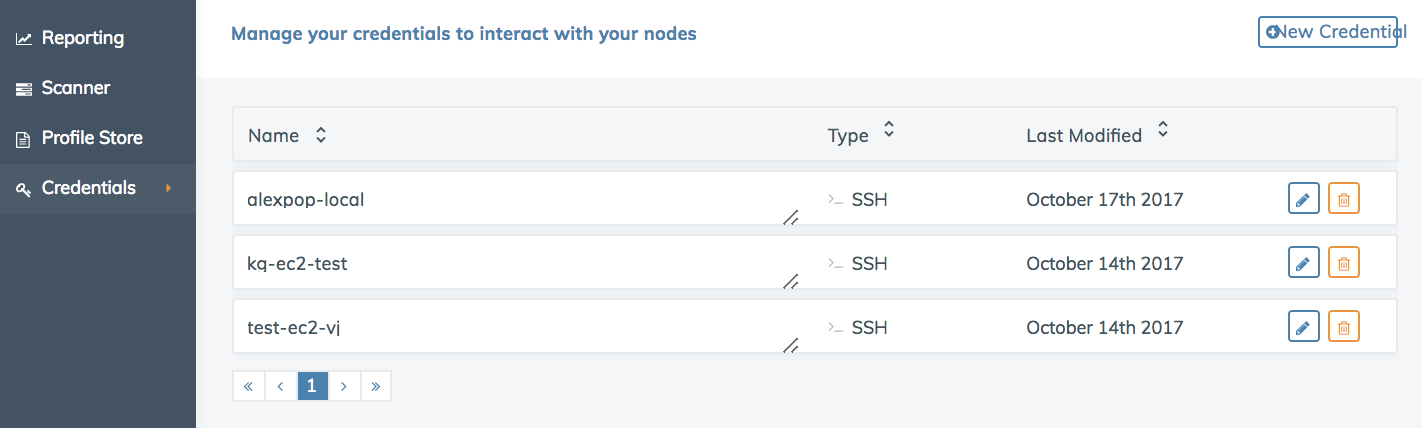 Reporting
Scanner
Profile Store
Credentials
Manage your credentials to interact with your nodes
New Credential
Name Type Last Modified
alexpop-local >_ SSH October 17th 2017
kg-ec2-test >_ SSH October 14th 2017
test-ec2-vj >_ SSH October 14th 2017
« ‹ 1 › »